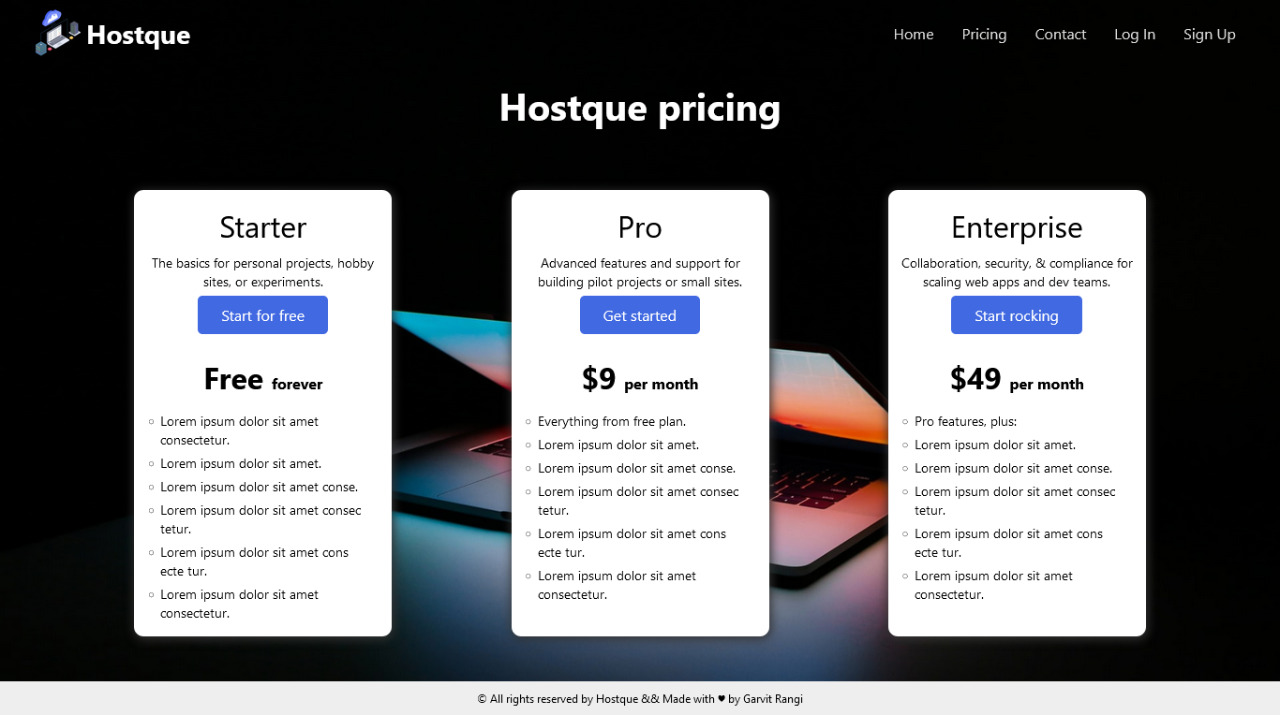 Hostque
Home Pricing Contact Log In Sign Up
Hostque pricing
Starter
The basics for personal projects, hobby
sites, or experiments.
Start for free
Free forever
Lorem ipsum dolor sit amet
consectetur.
Lorem ipsum dolor sit amet.
Lorem ipsum dolor sit amet conse.
Lorem ipsum dolor sit amet consec
tetur.
Lorem ipsum dolor sit amet cons
ecte tur.
Lorem ipsum dolor sit amet
consectetur.
Pro
Advanced features and support for
building pilot projects or small sites.
Get started
$9 per month
Everything from free plan.
Lorem ipsum dolor sit amet.
Lorem ipsum dolor sit amet conse.
Lorem ipsum dolor sit amet consec
tetur.
Lorem ipsum dolor sit amet cons
ecte tur.
Lorem ipsum dolor sit amet
consectetur.
Enterprise
Collaboration, security, & compliance for
scaling web apps and dev teams.
Start rocking
$49 per month
Pro features, plus:
Lorem ipsum dolor sit amet.
Lorem ipsum dolor sit amet conse.
Lorem ipsum dolor sit amet consec
tetur.
Lorem ipsum dolor sit amet cons
ecte tur.
Lorem ipsum dolor sit amet
consectetur.
© All rights reserved by Hostque && Made with ♥ by Garvit Rangi